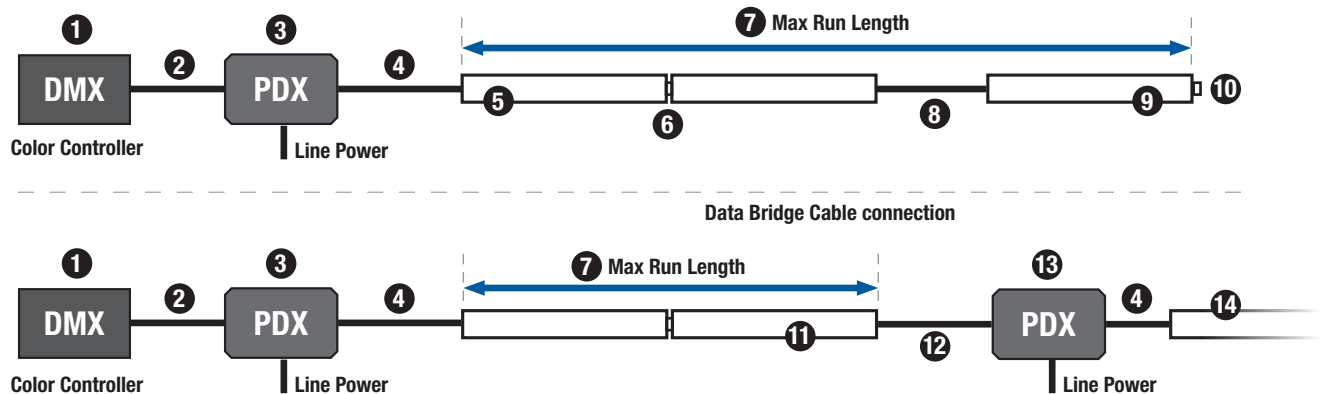 7 Max Run Length
1 3
2 4
DMX PDX
5 9 10
6 8
Color Controller
Line Power
Data Bridge Cable connection
1 3 7 Max Run Length 13
2 4 4 14
DMX PDX PDX
11 12
Color Controller
Line Power Line Power